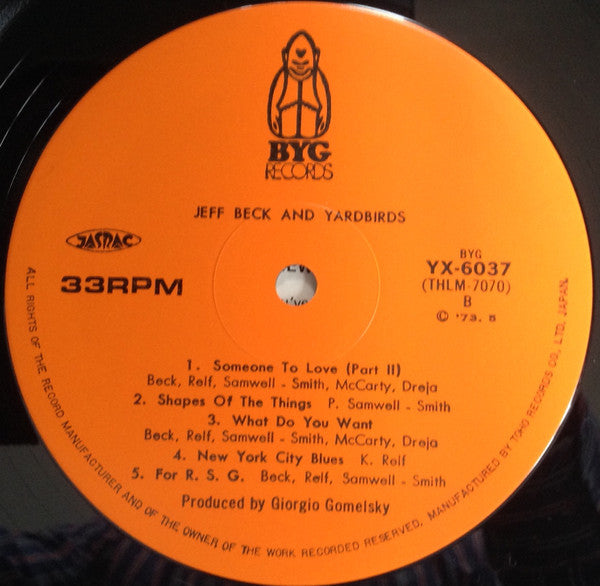 BYG
RECORDS
JEFF BECK AND YARDBIRDS
JASRAC
33RPM
BYG
YX-6037
(THLM-7070)
B
© '73. 5
1. Someone To Love (Part II)
Beck, Relf, Samwell - Smith, McCarty, Dreja
2. Shapes Of The Things P. Samwell - Smith
3. What Do You Want
Beck, Relf, Samwell - Smith, McCarty, Dreja
4. New York City Blues K. Relf
5. For R. S. G. Beck, Relf, Samwell - Smith
Produced by Giorgio Gomelsky
ALL RIGHTS OF THE RECORD MANUFACTURER AND OF THE OWNER OF THE WORK RECORDED RESERVED. MANUFACTURED BY TOHO RECORDS CO., LTD, JAPAN.